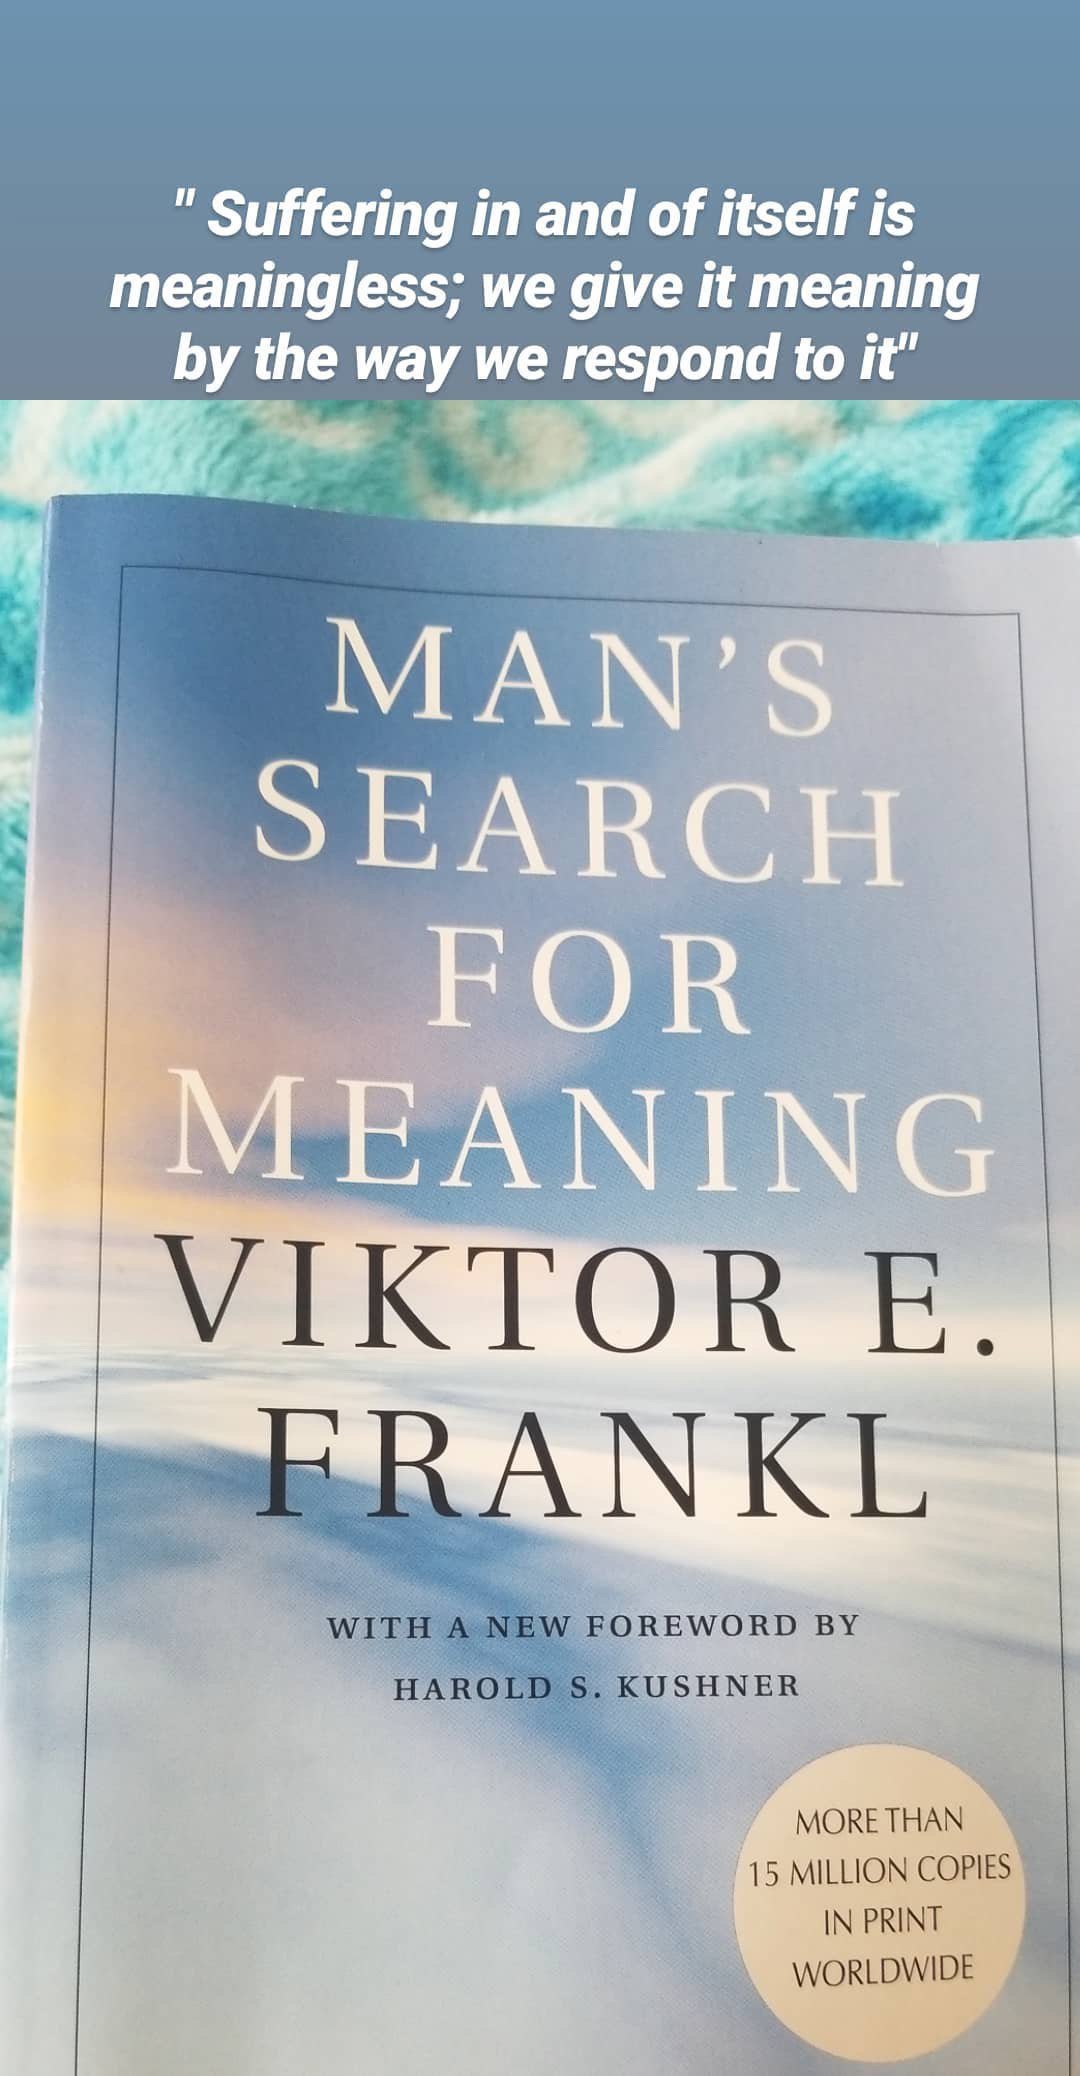 " Suffering in and of itself is
meaningless; we give it meaning
by the way we respond to it"
MAN'S
SEARCH
FOR
MEANING
VIKTOR E.
FRANKL
WITH A NEW FOREWORD BY
HAROLD S. KUSHNER
MORE THAN
15 MILLION COPIES
IN PRINT
WORLDWIDE